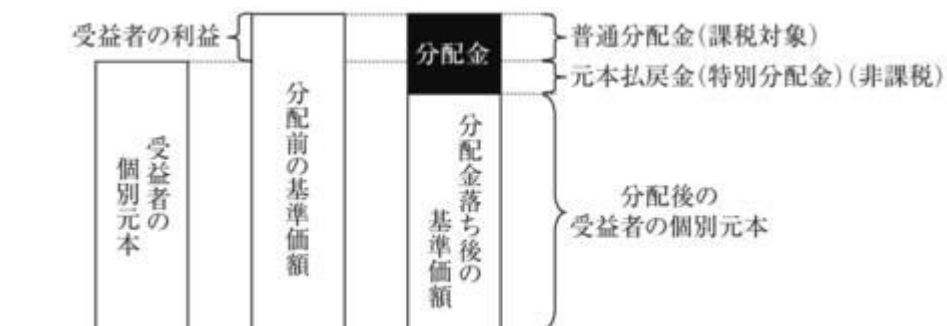 受益者の利益
受益者の
個別元本
分配前の基準価額
分配金
分配金落ち後の
基準価額
普通分配金(課税対象)
元本払戻金(特別分配金)(非課税)
分配後の
受益者の個別元本